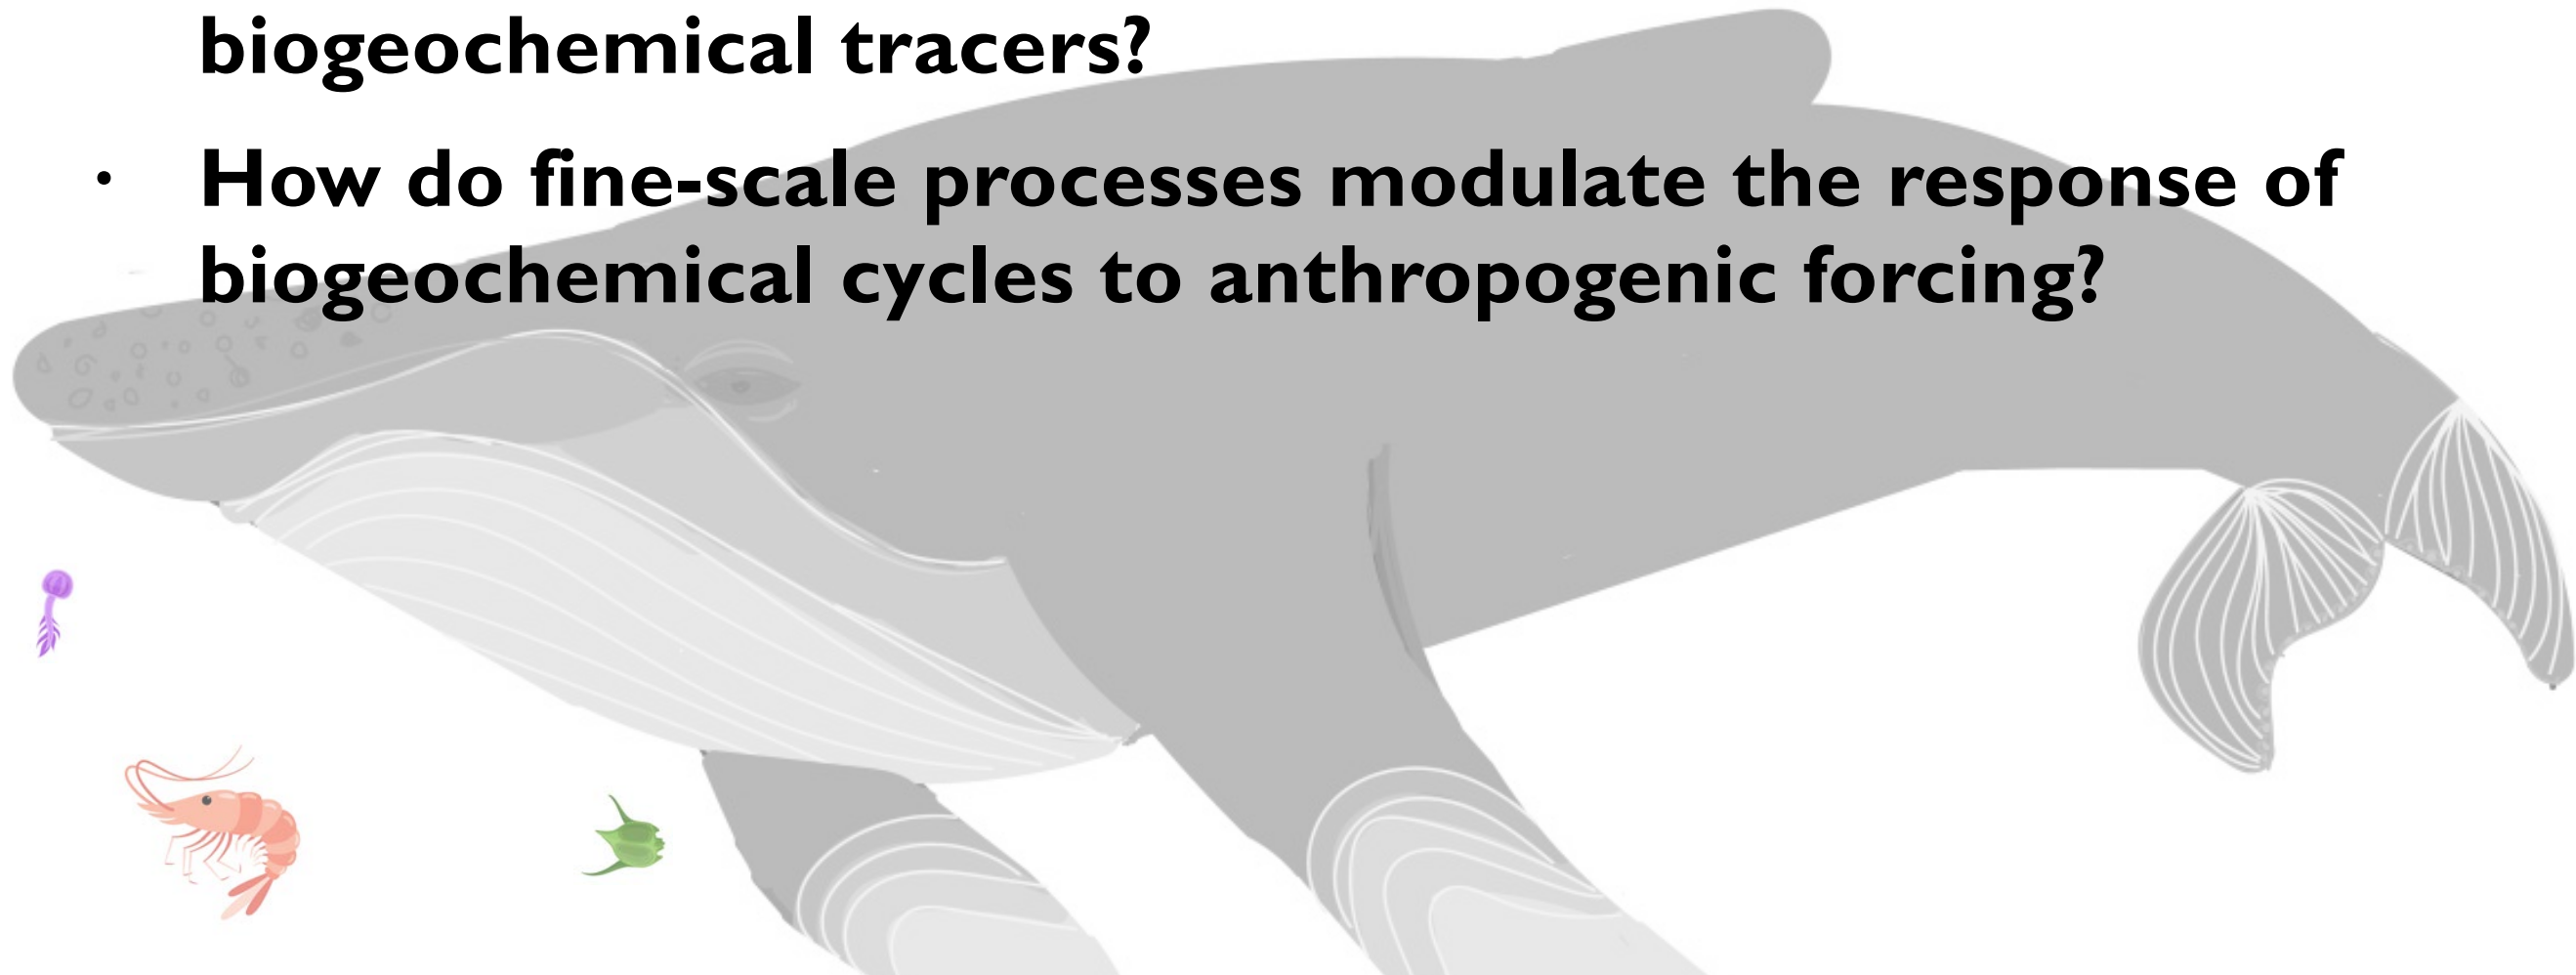 biogeochemical tracers?
• How do fine-scale processes modulate the response of
biogeochemical cycles to anthropogenic forcing?